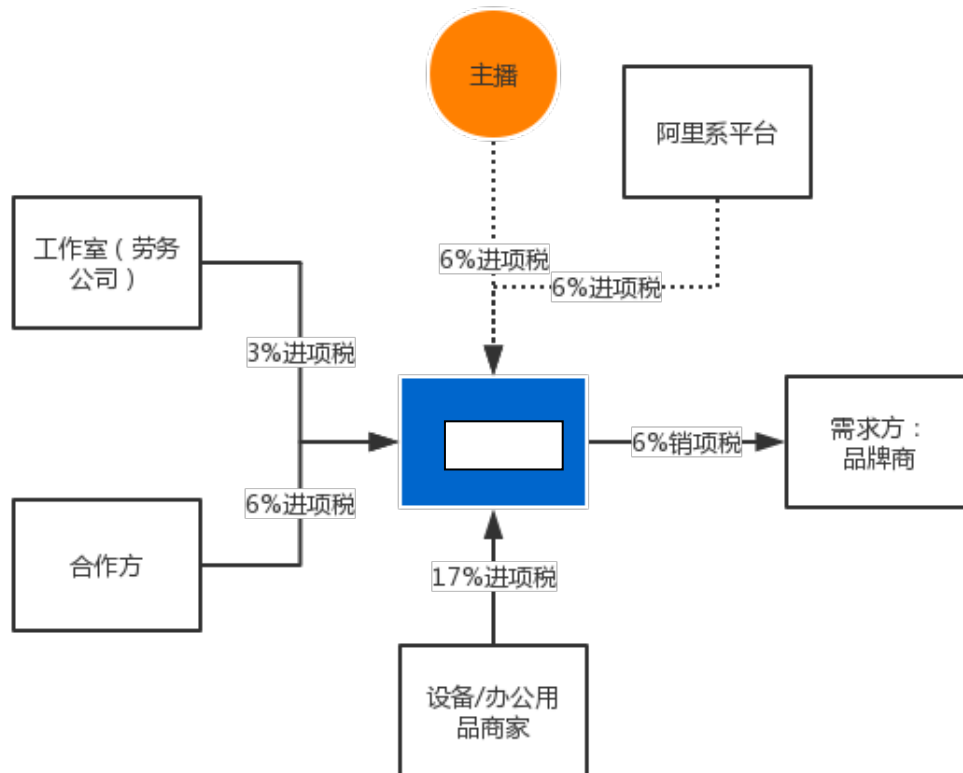 主播
阿里系平台
工作室（劳务
公司）
6%进项税
6%进项税
3%进项税
需求方：
品牌商
6%销项税
6%进项税
合作方
17%进项税
设备/办公用
品商家